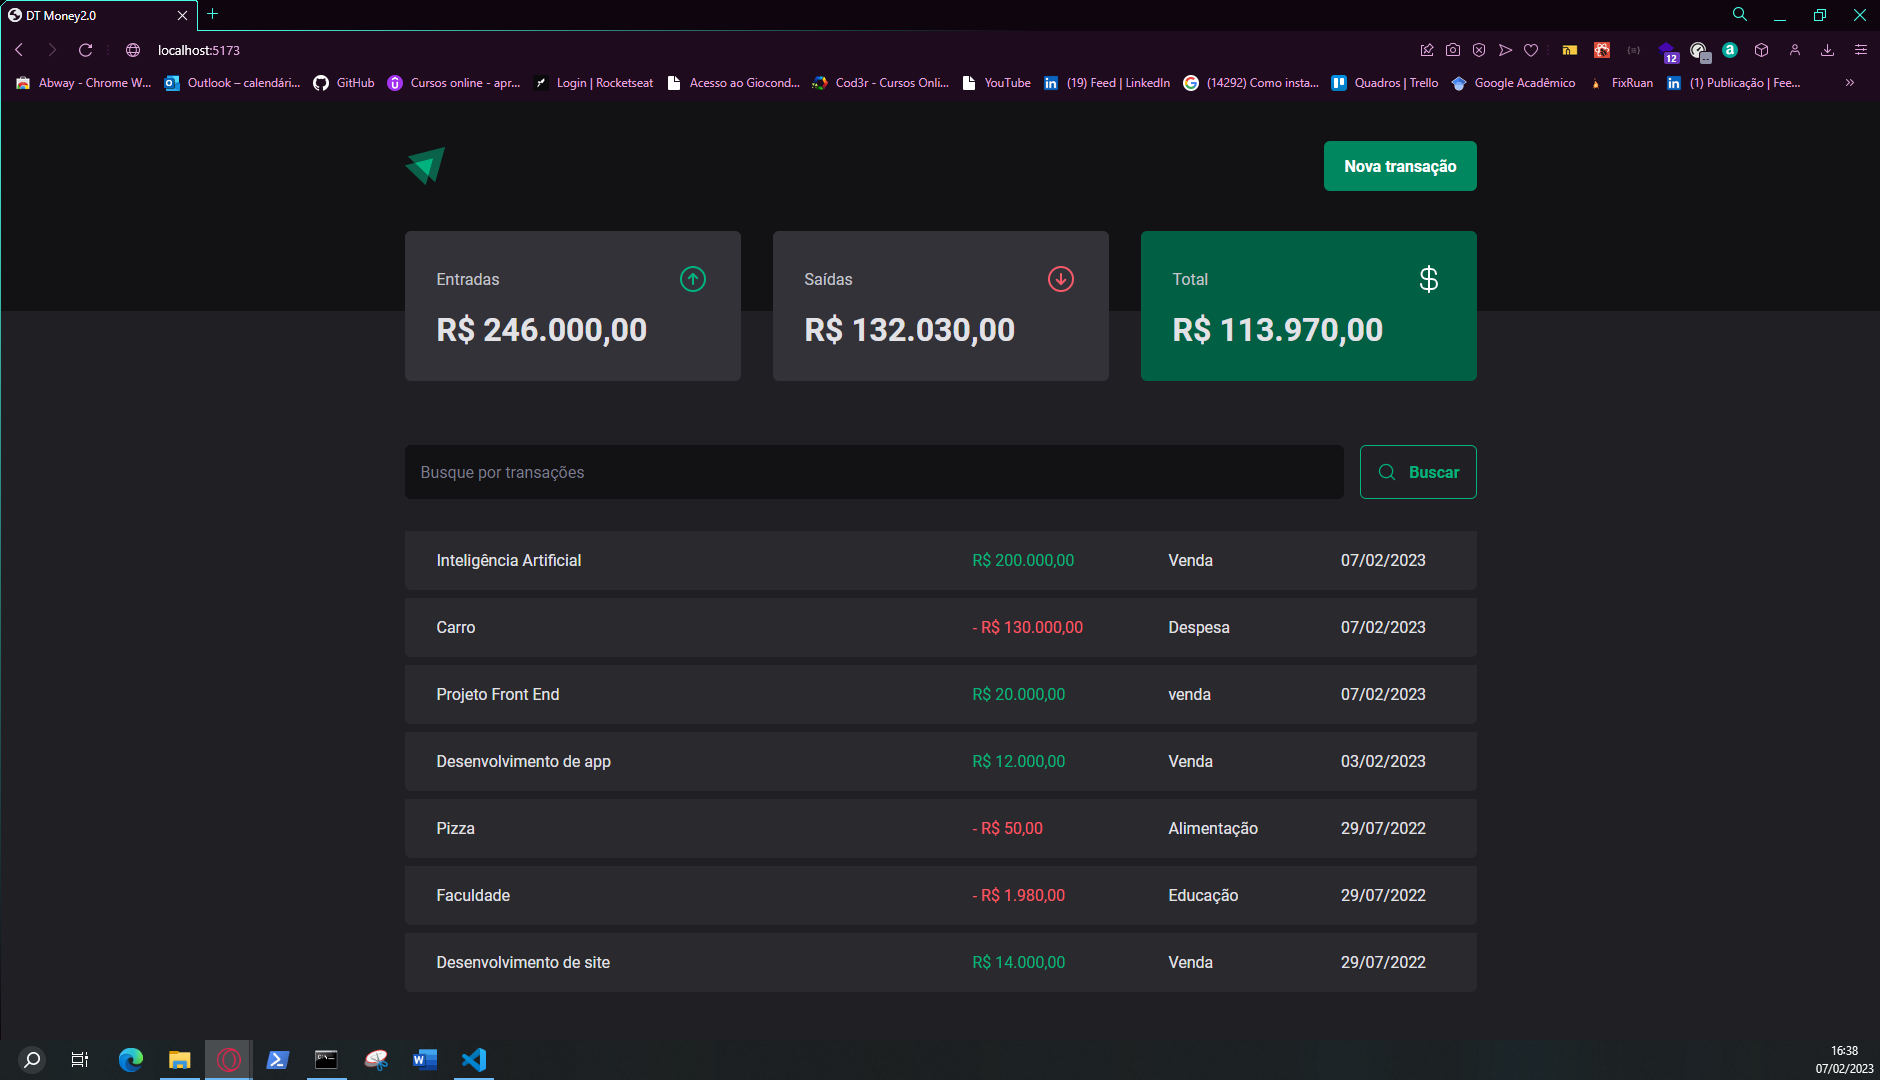 DT Money2.0
localhost:5173
12
Abway - Chrome W... Outlook – calendári... GitHub Cursos online - apr... Login | Rocketseat Acesso ao Giocond... Cod3r - Cursos Onli... YouTube (19) Feed | LinkedIn (14292) Como insta... Quadros | Trello Google Acadêmico FixRuan (1) Publicação | Fee...
Nova transação
Entradas
R$ 246.000,00
Saídas
R$ 132.030,00
Total $
R$ 113.970,00
Busque por transações
Buscar
Inteligência Artificial R$ 200.000,00 Venda 07/02/2023
Carro - R$ 130.000,00 Despesa 07/02/2023
Projeto Front End R$ 20.000,00 venda 07/02/2023
Desenvolvimento de app R$ 12.000,00 Venda 03/02/2023
Pizza - R$ 50,00 Alimentação 29/07/2022
Faculdade - R$ 1.980,00 Educação 29/07/2022
Desenvolvimento de site R$ 14.000,00 Venda 29/07/2022
16:38
07/02/2023